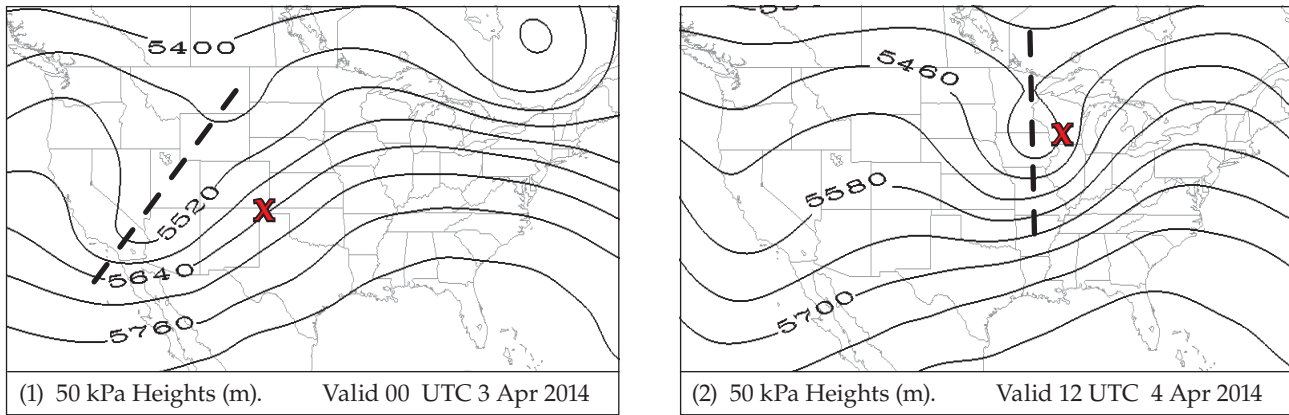 5400
5520
5640
5760
X
(1) 50 kPa Heights (m). Valid 00 UTC 3 Apr 2014
5460
5580
5700
X
(2) 50 kPa Heights (m). Valid 12 UTC 4 Apr 2014